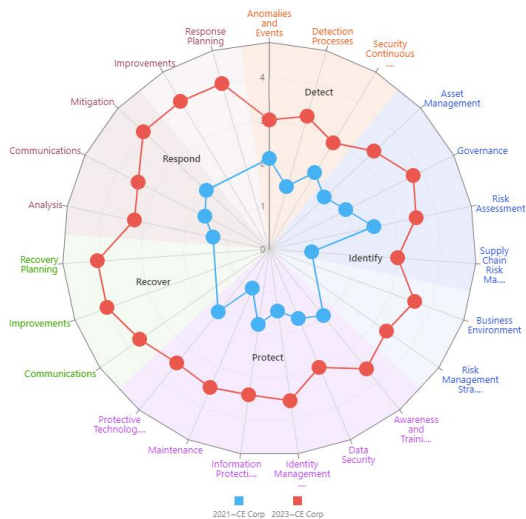 Anomalies
and
Events
Detection
Processes
Security
Continuous
....
Asset
Management
Governance
Risk
Assessment
Supply
Chain
Risk
Ma....
Business
Environment
Risk
Management
Stra....
Awareness
and
Traini....
Data
Security
Identity
Management
....
Information
Protecti....
Maintenance
Protective
Technolog....
Communications
Improvements
Recovery
Planning
Analysis
Communications
Mitigation
Improvements
Response
Planning
Detect
Identify
Protect
Recover
Respond
4
1
0
2021~CE Corp
2023~CE Corp